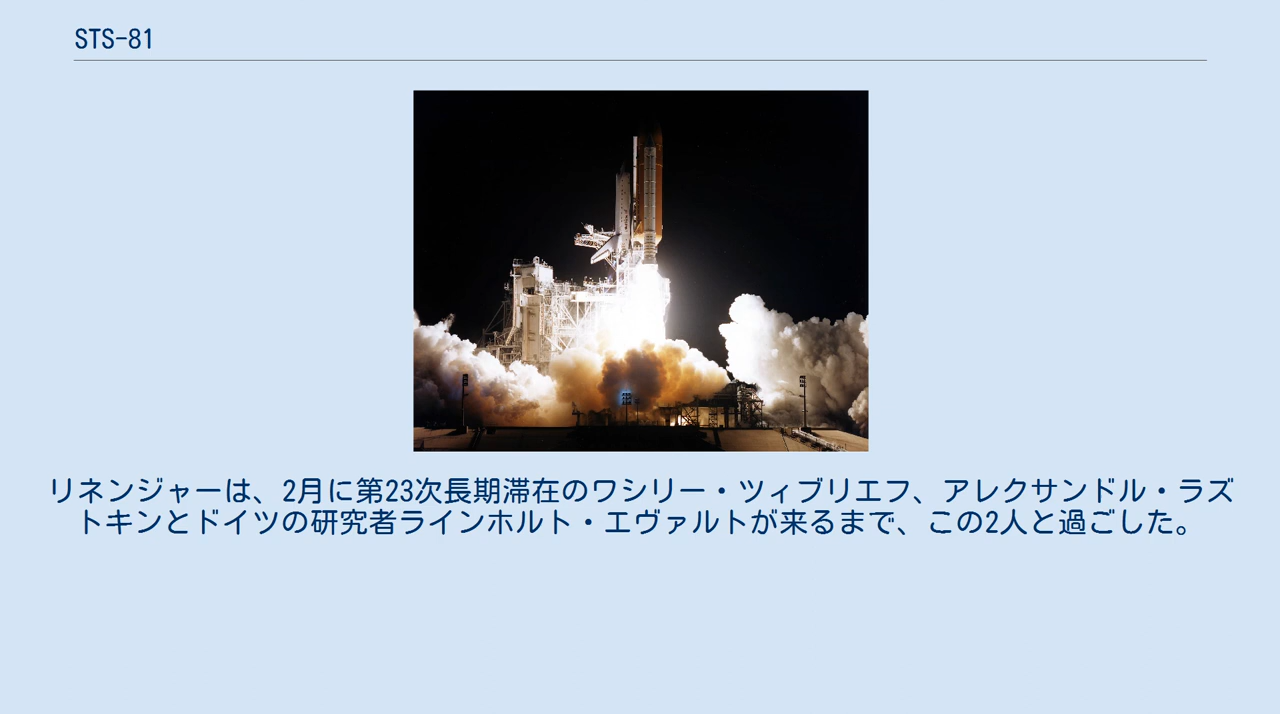 STS-81
リネンジャーは、2月に第23次長期滞在のワシリー・ツィブリエフ、アレクサンドル・ラズ
トキンとドイツの研究者ラインホルト・エヴァルトが来るまで、この2人と過ごした。